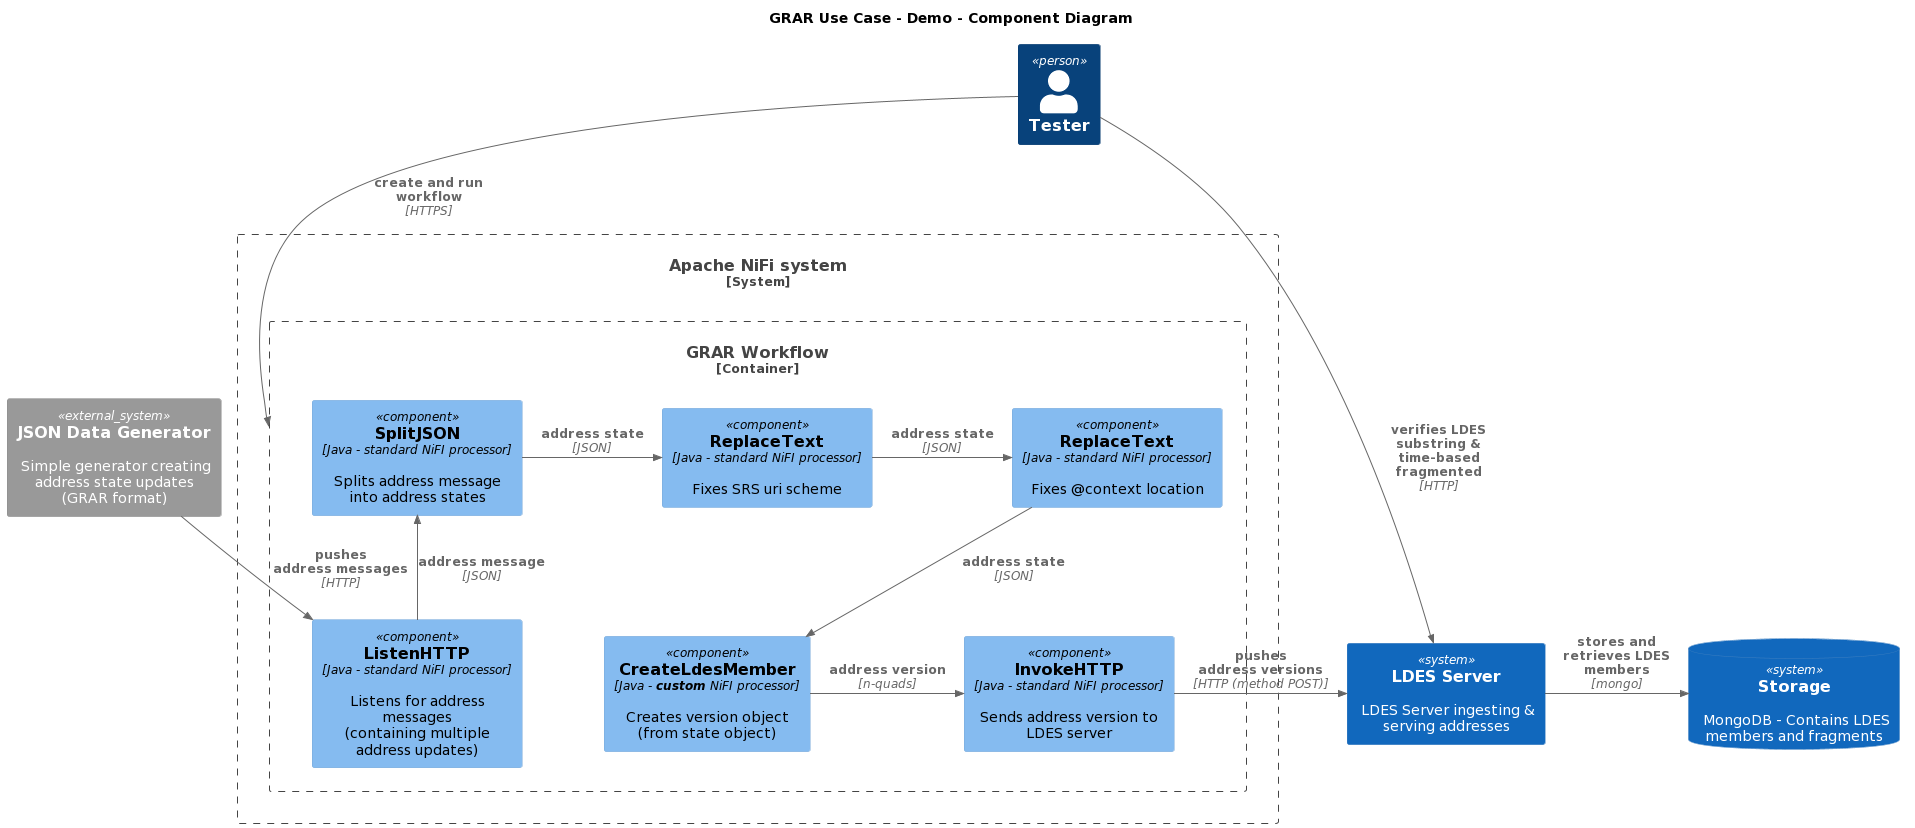 GRAR Use Case - Demo - Component Diagram
«person»
Tester
create and run
workflow
[HTTPS]
Apache NiFi system
[System]
GRAR Workflow
[Container]
«external_system»
JSON Data Generator
Simple generator creating
address state updates
(GRAR format)
«component»
SplitJSON
[Java - standard NiFI processor]
Splits address message
into address states
address state
[JSON]
«component»
ReplaceText
[Java - standard NiFI processor]
Fixes SRS uri scheme
address state
[JSON]
«component»
ReplaceText
[Java - standard NiFI processor]
Fixes @context location
verifies LDES
substring &
time-based
fragmented
[HTTP]
pushes
address messages
[HTTP]
address message
[JSON]
address state
[JSON]
«component»
ListenHTTP
[Java - standard NiFI processor]
Listens for address
messages
(containing multiple
address updates)
«component»
CreateLdesMember
[Java - custom NiFI processor]
Creates version object
(from state object)
address version
[n-quads]
«component»
InvokeHTTP
[Java - standard NiFI processor]
Sends address version to
LDES server
pushes
address versions
[HTTP (method POST)]
«system»
LDES Server
LDES Server ingesting &
serving addresses
stores and
retrieves LDES
members
[mongo]
«system»
Storage
MongoDB - Contains LDES
members and fragments